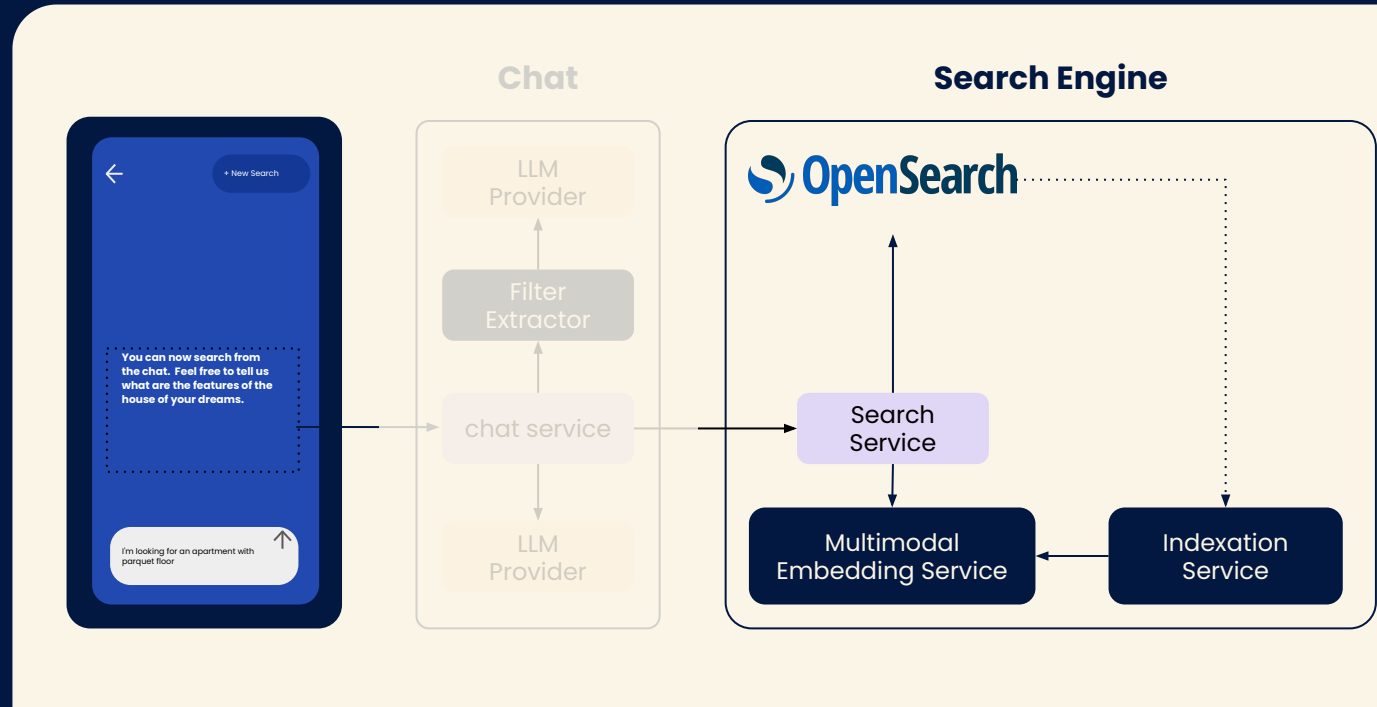 Chat
Search Engine
+ New Search
LLM
Provider
OpenSearch
Filter
Extractor
You can now search from
the chat.  Feel free to tell us
what are the features of the
house of your dreams.
chat service
Search
Service
LLM
Provider
Multimodal
Embedding Service
Indexation
Service
I'm looking for an apartment with
parquet floor